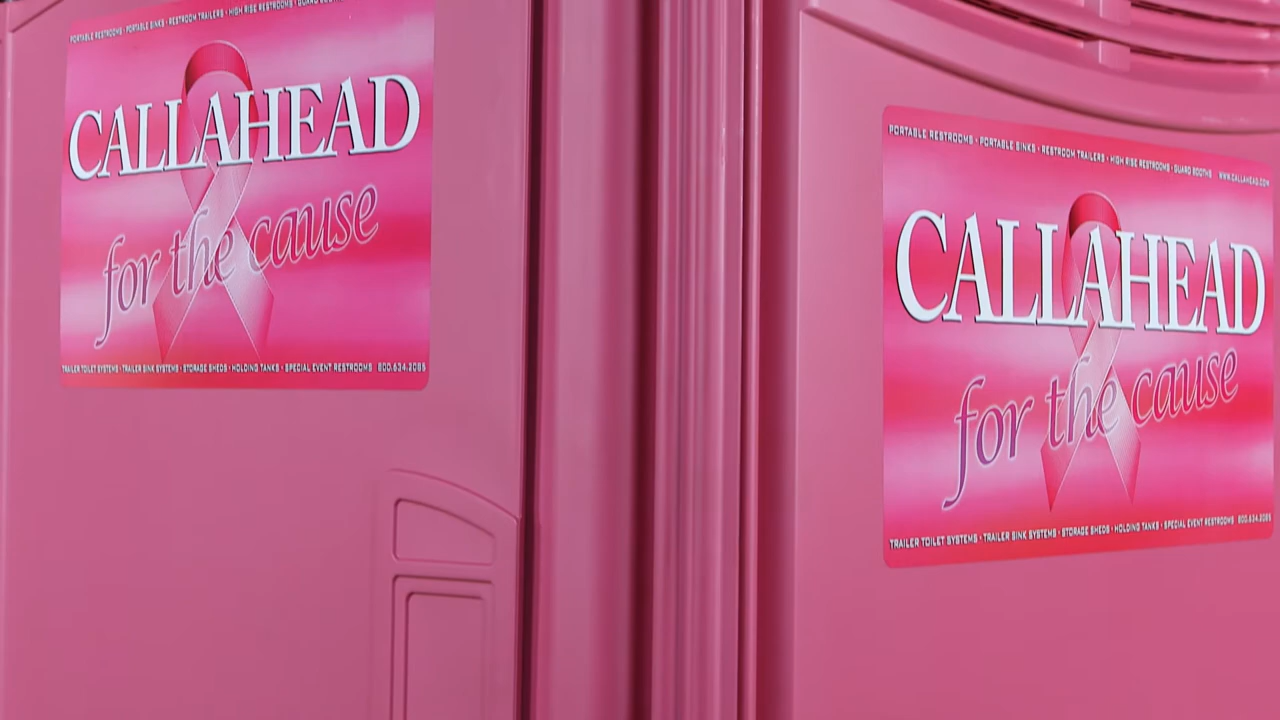 PORTABLE RESTROOMS · PORTABLE SINKS · RESTROOM TRAILERS · HIGH RISE RESTROOMS · GUARD BOOTHS
CALLAHEAD
for the cause
TRAILER TOILET SYSTEMS · TRAILER SINK SYSTEMS · STORAGE SHEDS · HOLDING TANKS · SPECIAL EVENT RESTROOMS 800.634.2085
PORTABLE RESTROOMS · PORTABLE SINKS · RESTROOM TRAILERS · HIGH RISE RESTROOMS · GUARD BOOTHS WWW.CALLAHEAD.COM
CALLAHEAD
for the cause
TRAILER TOILET SYSTEMS · TRAILER SINK SYSTEMS · STORAGE SHEDS · HOLDING TANKS · SPECIAL EVENT RESTROOMS 800.634.2085